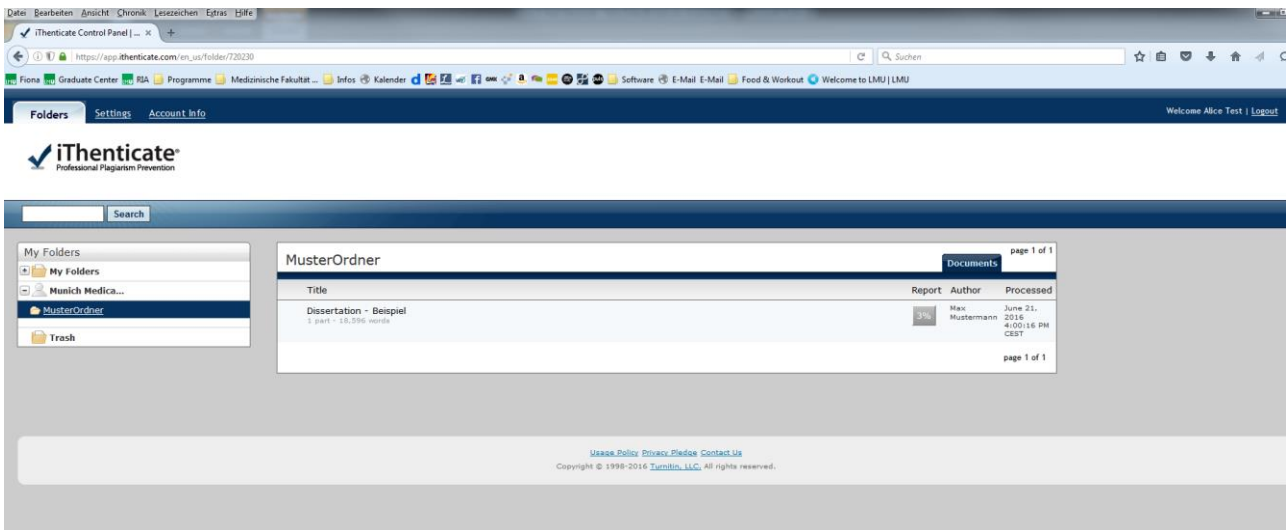 Datei Bearbeiten Ansicht Chronik Lesezeichen Extras Hilfe
iThenticate Control Panel | ... × +
https://app.ithenticate.com/en_us/folder/720230 Suchen
Fiona Graduate Center RIA Programme Medizinische Fakultät ... Infos Kalender Software E-Mail E-Mail Food & Workout Welcome to LMU | LMU
Folders Settings Account Info Welcome Alice Test | Logout
iThenticate®
Professional Plagiarism Prevention
Search
My Folders
My Folders
Munich Medica...
MusterOrdner
Trash
MusterOrdner
page 1 of 1
Documents
Title Report Author Processed
Dissertation - Beispiel
1 part - 18,596 words
3%
Max
Mustermann
June 21,
2016
4:00:16 PM
CEST
page 1 of 1
Usage Policy Privacy Pledge Contact Us
Copyright © 1998-2016 Turnitin, LLC. All rights reserved.